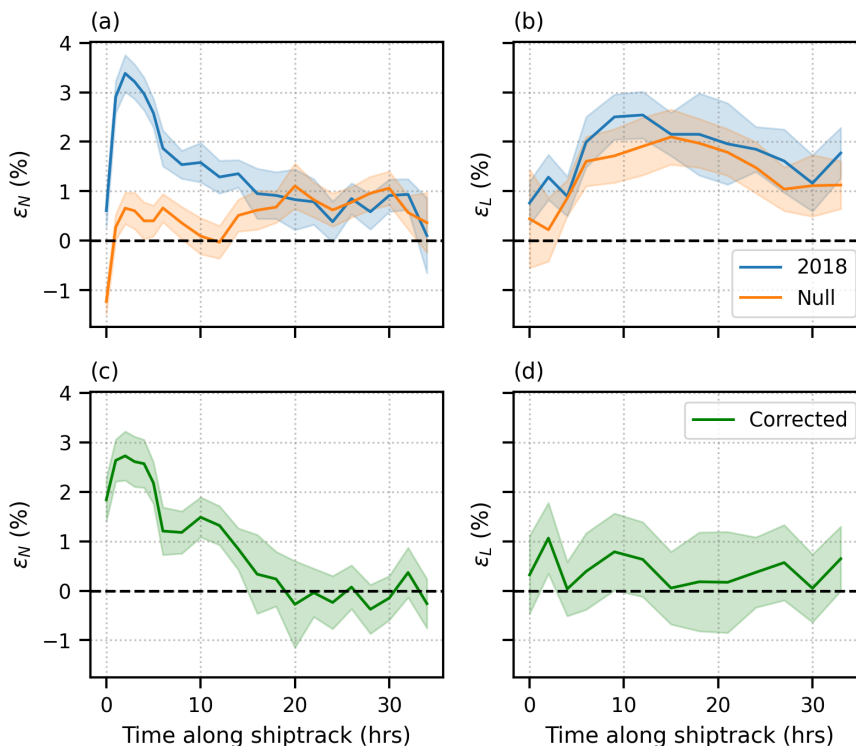 (a)
(b)
4
3
2
1
0
−1
ε_N (%)
ε_L (%)
2018
Null
(c)
(d)
4
3
2
1
0
−1
ε_N (%)
ε_L (%)
Corrected
0
10
20
30
0
10
20
30
Time along shiptrack (hrs)
Time along shiptrack (hrs)